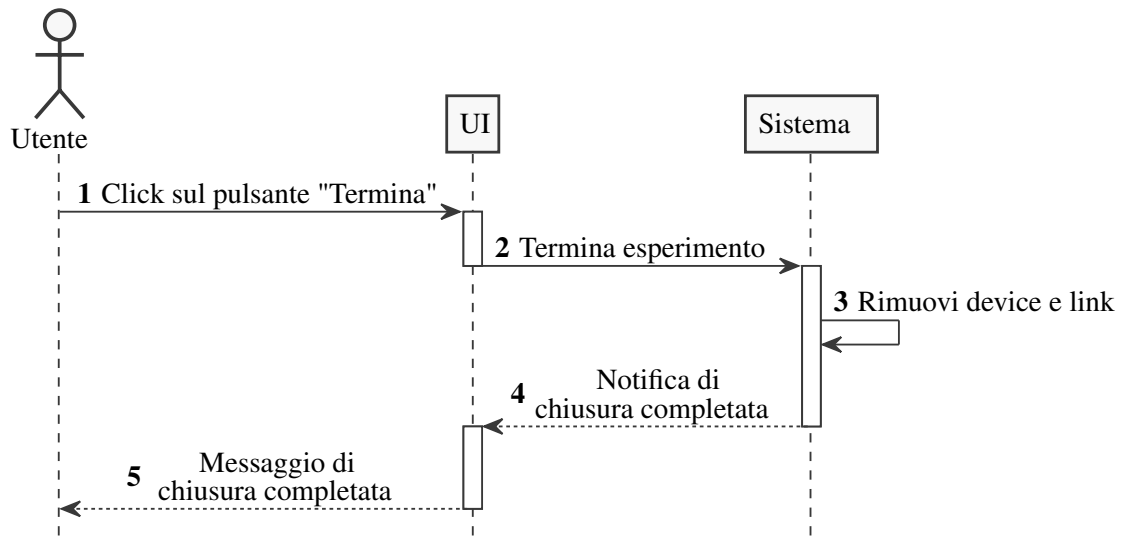 Utente
UI
Sistema
1 Click sul pulsante "Termina"
2 Termina esperimento
3 Rimuovi device e link
4 Notifica di
chiusura completata
5 Messaggio di
chiusura completata